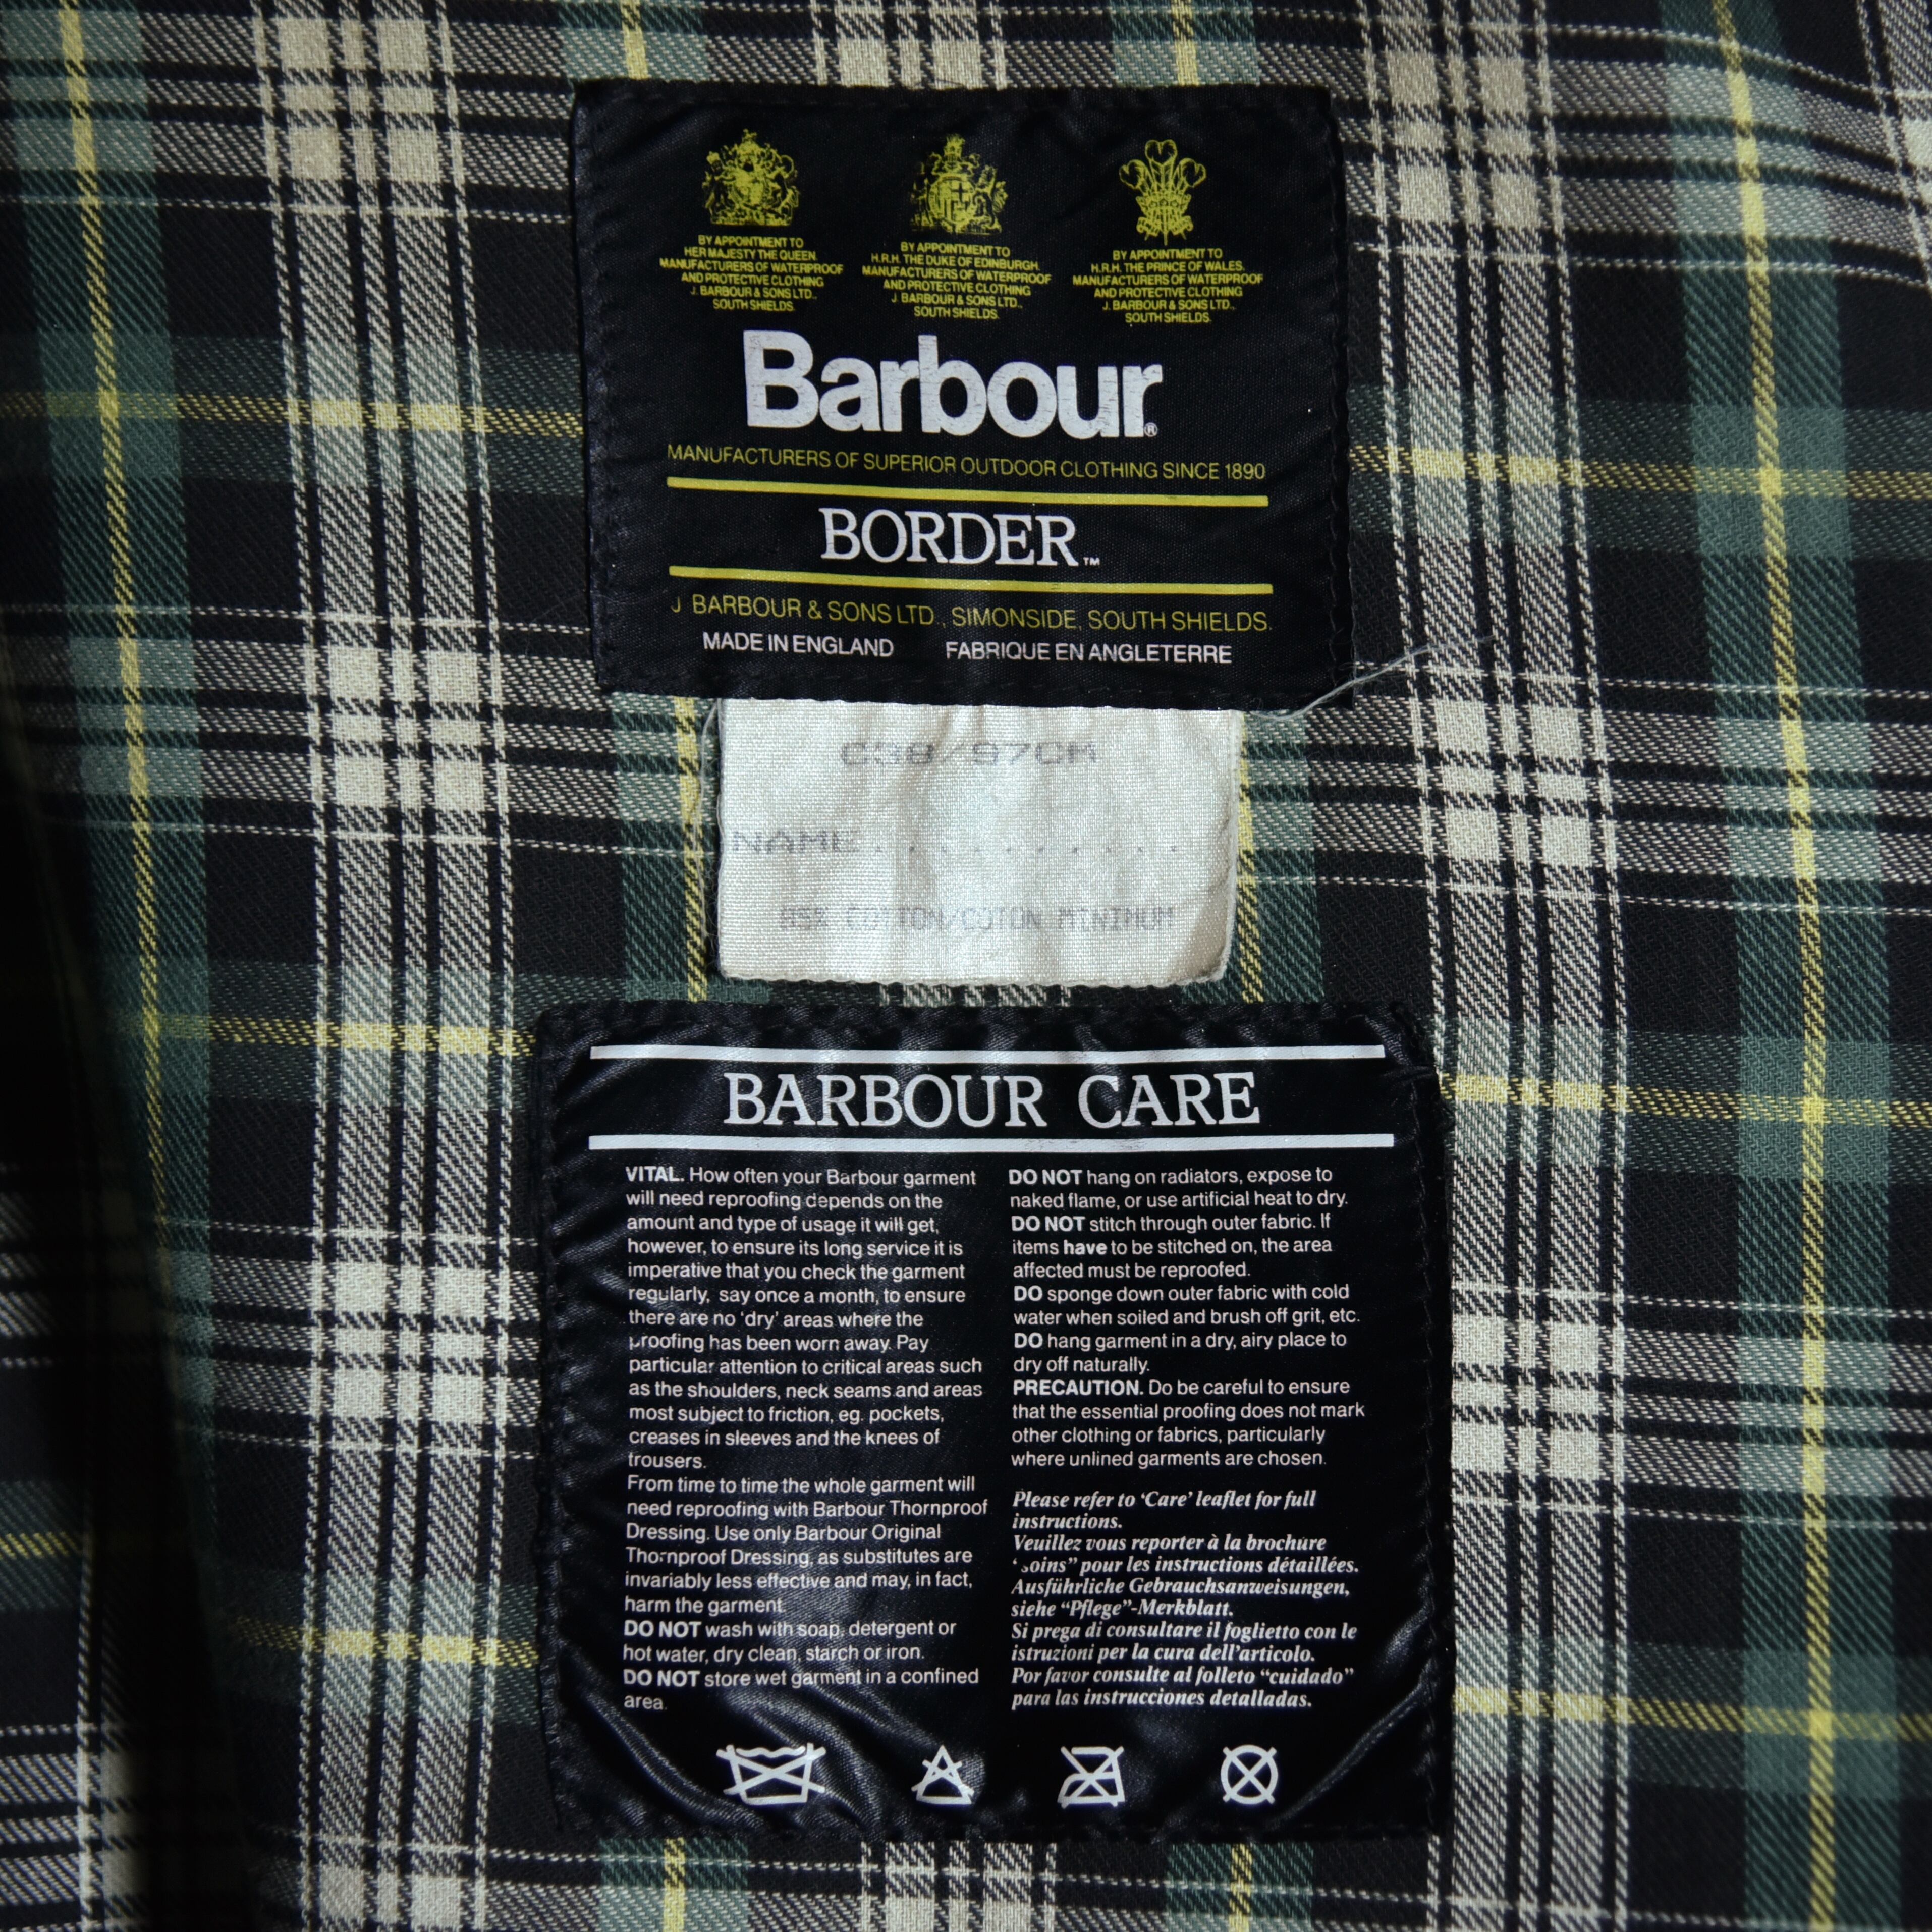 BY APPOINTMENT TO
HER MAJESTY THE QUEEN.
MANUFACTURERS OF WATERPROOF
AND PROTECTIVE CLOTHING
J. BARBOUR & SONS LTD.,
SOUTH SHIELDS.
BY APPOINTMENT TO
H.R.H. THE DUKE OF EDINBURGH.
MANUFACTURERS OF WATERPROOF
AND PROTECTIVE CLOTHING
J. BARBOUR & SONS LTD.,
SOUTH SHIELDS.
BY APPOINTMENT TO
H.R.H. THE PRINCE OF WALES.
MANUFACTURERS OF WATERPROOF
AND PROTECTIVE CLOTHING
J. BARBOUR & SONS LTD.,
SOUTH SHIELDS.
Barbour®
MANUFACTURERS OF SUPERIOR OUTDOOR CLOTHING SINCE 1890
BORDER™
J BARBOUR & SONS LTD., SIMONSIDE, SOUTH SHIELDS.
MADE IN ENGLAND FABRIQUE EN ANGLETERRE
C38/97CM
NAME..........
85% COTTON/COTON MINIMUM
BARBOUR CARE
VITAL. How often your Barbour garment
will need reproofing depends on the
amount and type of usage it will get,
however, to ensure its long service it is
imperative that you check the garment
regularly, say once a month, to ensure
there are no 'dry' areas where the
proofing has been worn away. Pay
particular attention to critical areas such
as the shoulders, neck seams and areas
most subject to friction, eg. pockets,
creases in sleeves and the knees of
trousers.
From time to time the whole garment will
need reproofing with Barbour Thornproof
Dressing. Use only Barbour Original
Thornproof Dressing, as substitutes are
invariably less effective and may, in fact,
harm the garment.
DO NOT wash with soap, detergent or
hot water, dry clean, starch or iron.
DO NOT store wet garment in a confined
area.
DO NOT hang on radiators, expose to
naked flame, or use artificial heat to dry.
DO NOT stitch through outer fabric. If
items have to be stitched on, the area
affected must be reproofed.
DO sponge down outer fabric with cold
water when soiled and brush off grit, etc.
DO hang garment in a dry, airy place to
dry off naturally.
PRECAUTION. Do be careful to ensure
that the essential proofing does not mark
other clothing or fabrics, particularly
where unlined garments are chosen.
Please refer to 'Care' leaflet for full
instructions.
Veuillez vous reporter à la brochure
"soins" pour les instructions détaillées.
Ausführliche Gebrauchsanweisungen,
siehe "Pflege"-Merkblatt.
Si prega di consultare il foglietto con le
istruzioni per la cura dell'articolo.
Por favor consulte al folleto "cuidado"
para las instrucciones detalladas.